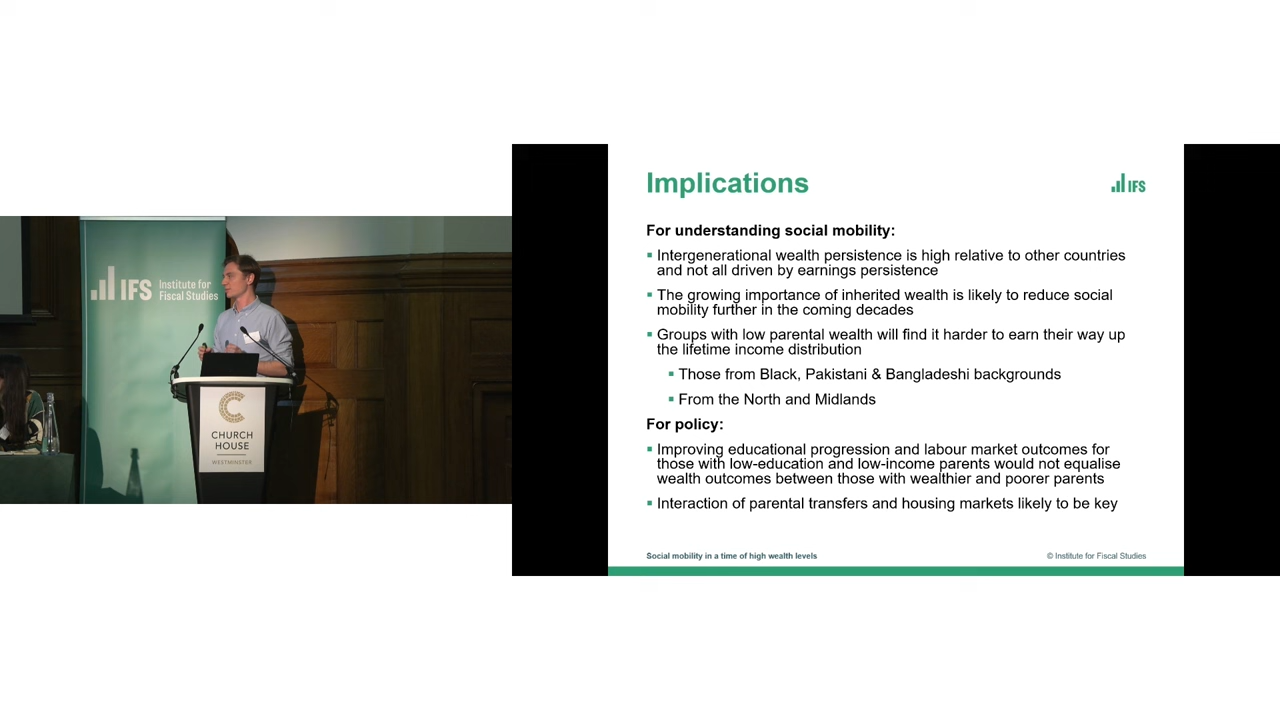 IFS Institute for
Fiscal Studies
CHURCH
HOUSE
WESTMINSTER
Implications
IFS
For understanding social mobility:
▪ Intergenerational wealth persistence is high relative to other countries
and not all driven by earnings persistence
▪ The growing importance of inherited wealth is likely to reduce social
mobility further in the coming decades
▪ Groups with low parental wealth will find it harder to earn their way up
the lifetime income distribution
▪ Those from Black, Pakistani & Bangladeshi backgrounds
▪ From the North and Midlands
For policy:
▪ Improving educational progression and labour market outcomes for
those with low-education and low-income parents would not equalise
wealth outcomes between those with wealthier and poorer parents
▪ Interaction of parental transfers and housing markets likely to be key
Social mobility in a time of high wealth levels
© Institute for Fiscal Studies